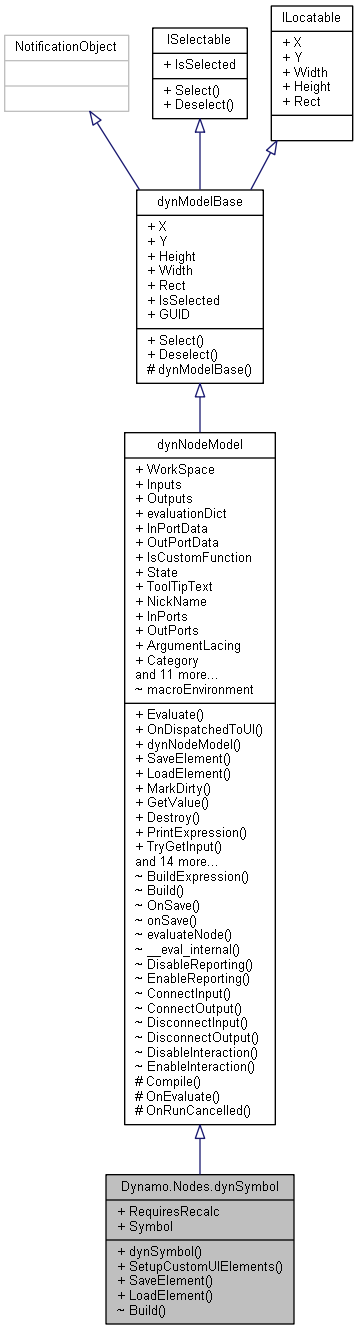 NotificationObject
ISelectable
+ IsSelected
+ Select()
+ Deselect()
ILocatable
+ X
+ Y
+ Width
+ Height
+ Rect
dynModelBase
+ X
+ Y
+ Height
+ Width
+ Rect
+ IsSelected
+ GUID
+ Select()
+ Deselect()
# dynModelBase()
dynNodeModel
+ WorkSpace
+ Inputs
+ Outputs
+ evaluationDict
+ InPortData
+ OutPortData
+ IsCustomFunction
+ State
+ ToolTipText
+ NickName
+ InPorts
+ OutPorts
+ ArgumentLacing
+ Category
and 11 more...
~ macroEnvironment
+ Evaluate()
+ OnDispatchedToUI()
+ dynNodeModel()
+ SaveElement()
+ LoadElement()
+ MarkDirty()
+ GetValue()
+ Destroy()
+ PrintExpression()
+ TryGetInput()
and 14 more...
~ BuildExpression()
~ Build()
~ OnSave()
~ onSave()
~ evaluateNode()
~ __eval_internal()
~ DisableReporting()
~ EnableReporting()
~ ConnectInput()
~ ConnectOutput()
~ DisconnectInput()
~ DisconnectOutput()
~ DisableInteraction()
~ EnableInteraction()
# Compile()
# OnEvaluate()
# OnRunCancelled()
Dynamo.Nodes.dynSymbol
+ RequiresRecalc
+ Symbol
+ dynSymbol()
+ SetupCustomUIElements()
+ SaveElement()
+ LoadElement()
~ Build()